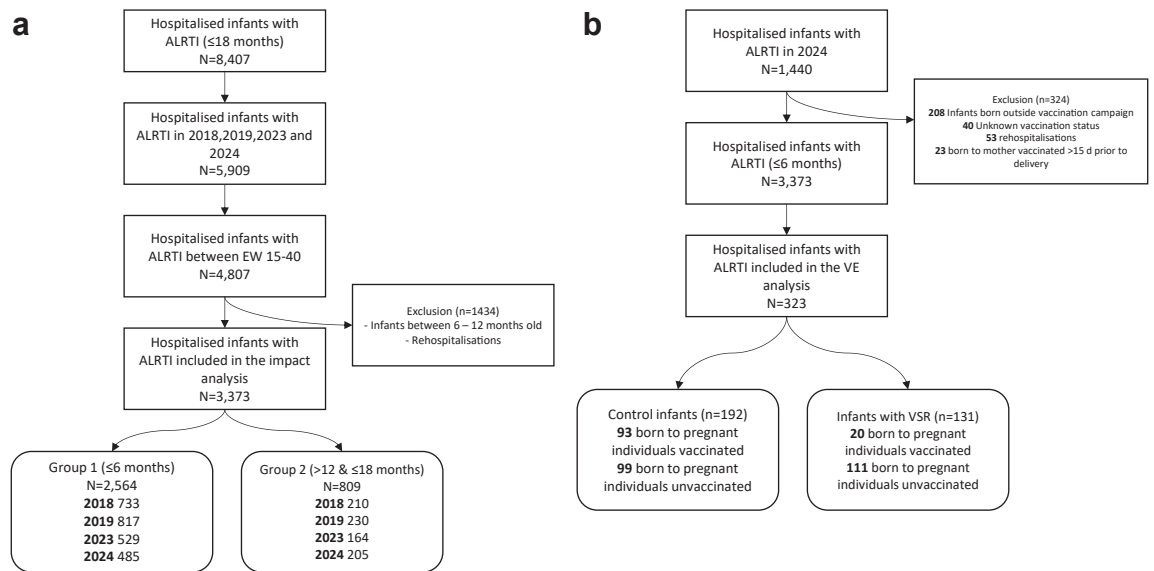 a
Hospitalised infants with
ALRTI (≤18 months)
N=8,407
Hospitalised infants with
ALRTI in 2018,2019,2023 and
2024
N=5,909
Hospitalised infants with
ALRTI between EW 15-40
N=4,807
Exclusion (n=1434)
- Infants between 6 – 12 months old
- Rehospitalisations
Hospitalised infants with
ALRTI included in the impact
analysis
N=3,373
Group 1 (≤6 months)
N=2,564
2018 733
2019 817
2023 529
2024 485
Group 2 (>12 & ≤18 months)
N=809
2018 210
2019 230
2023 164
2024 205
b
Hospitalised infants with
ALRTI in 2024
N=1,440
Exclusion (n=324)
208 Infants born outside vaccination campaign
40 Unknown vaccination status
53 rehospitalisations
23 born to mother vaccinated >15 d prior to
delivery
Hospitalised infants with
ALRTI (≤6 months)
N=3,373
Hospitalised infants with
ALRTI included in the VE
analysis
N=323
Control infants (n=192)
93 born to pregnant
individuals vaccinated
99 born to pregnant
individuals unvaccinated
Infants with VSR (n=131)
20 born to pregnant
individuals vaccinated
111 born to pregnant
individuals unvaccinated